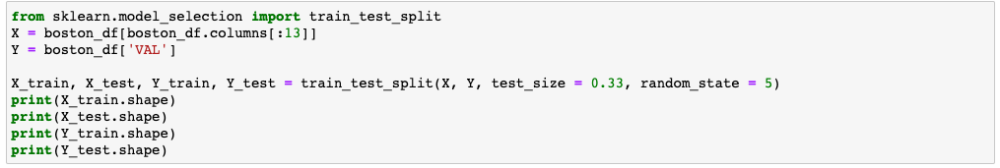 from sklearn.model_selection import train_test_split
X = boston_df[boston_df.columns[:13]]
Y = boston_df['VAL']
X_train, X_test, Y_train, Y_test = train_test_split(X, Y, test_size = 0.33, random_state = 5)
print(X_train.shape)
print(X_test.shape)
print(Y_train.shape)
print(Y_test.shape)